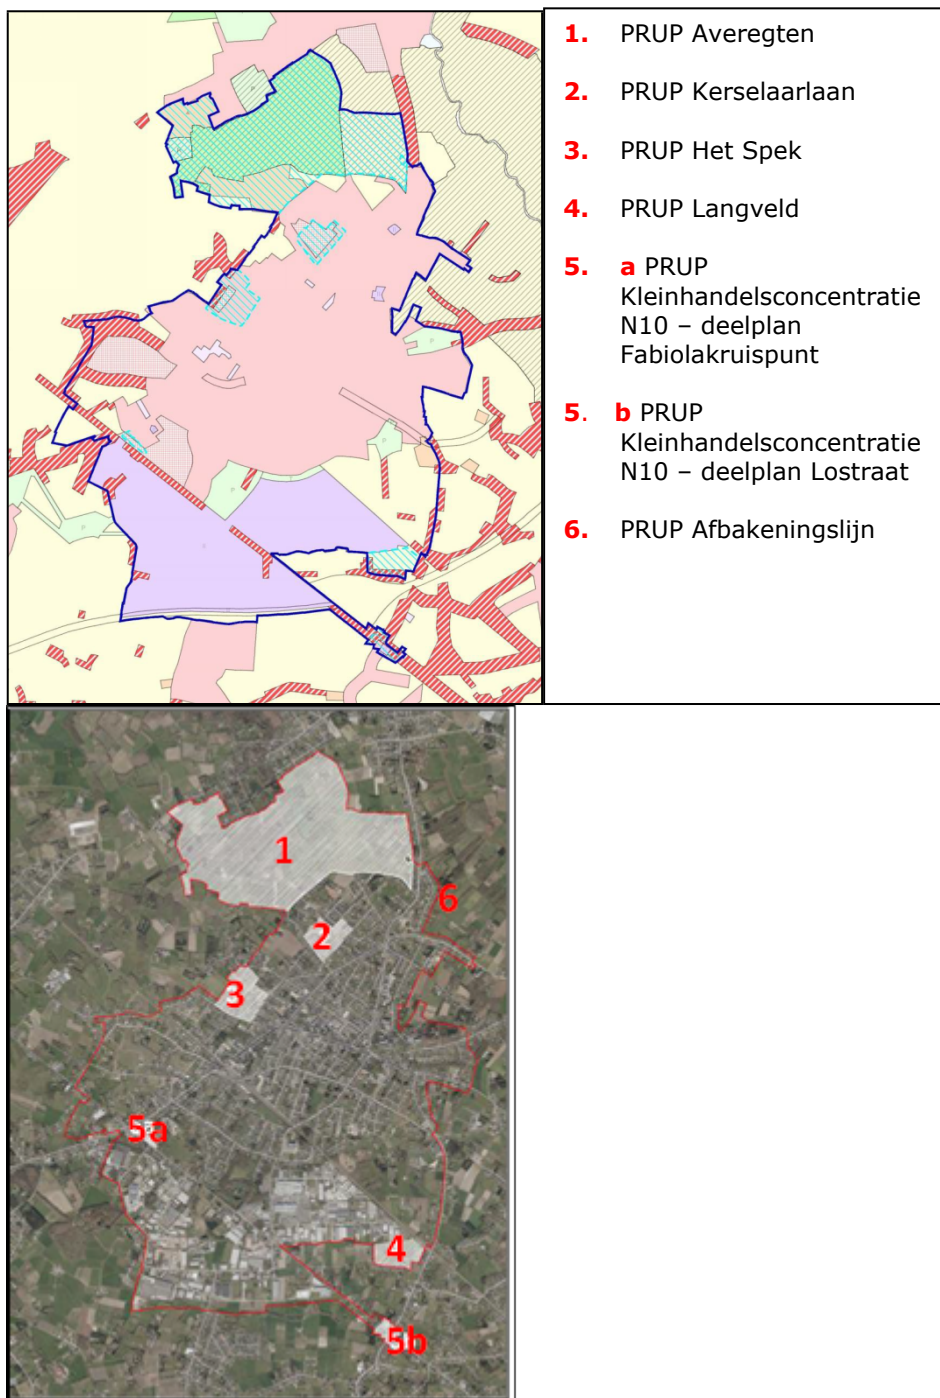 1. PRUP Averegten
2. PRUP Kerselaarlaan
3. PRUP Het Spek
4. PRUP Langveld
5. a PRUP
Kleinhandelsconcentratie
N10 – deelplan
Fabiolakruispunt
5. b PRUP
Kleinhandelsconcentratie
N10 – deelplan Lostraat
6. PRUP Afbakeningslijn
1
6
2
3
5a
4
5b